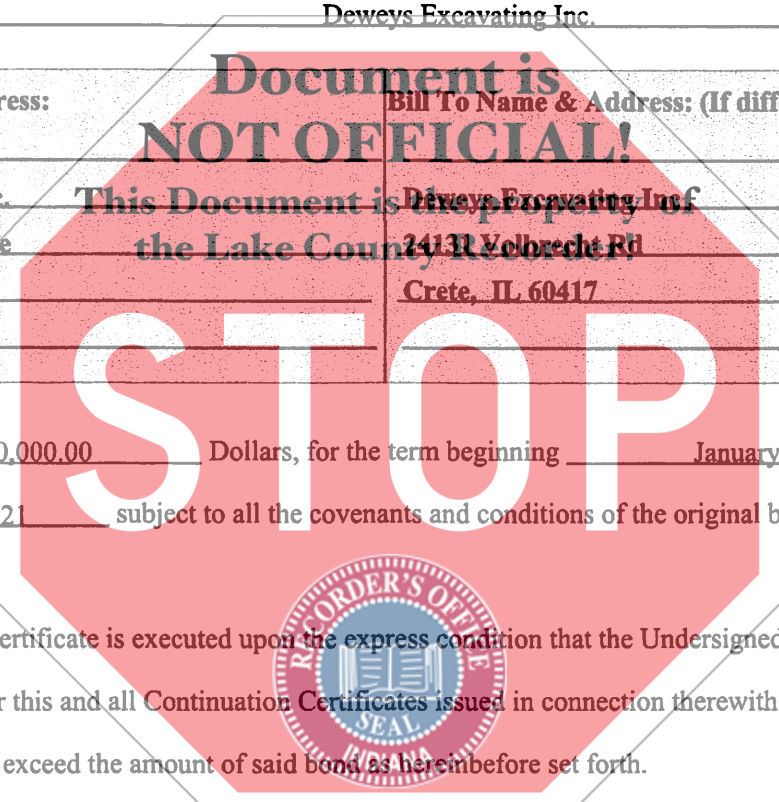 Deweys Excavating Inc.
Document is
ress:
Bill To Name & Address: (If diff
NOT OFFICIAL!
This Document is the property of
Deweys Excavating Inc.
the Lake County Recorder!
Rd
Crete, IL 60417
STOP
0,000.00 Dollars, for the term beginning January
21 subject to all the covenants and conditions of the original b
ertificate is executed upon the express condition that the Undersigned
r this and all Continuation Certificates issued in connection therewith
exceed the amount of said bond as hereinbefore set forth.
RECORDER'S OFFICE
SEAL
INDIANA